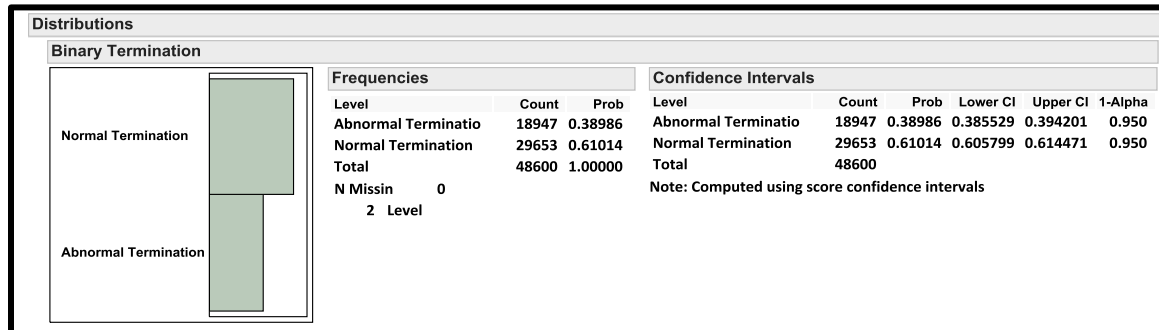 Distributions
Binary Termination
Normal Termination
Abnormal Termination
Frequencies
Level Count Prob
Abnormal Terminatio 18947 0.38986
Normal Termination 29653 0.61014
Total 48600 1.00000
N Missin 0
2 Level
Confidence Intervals
Level Count Prob Lower CI Upper CI 1-Alpha
Abnormal Terminatio 18947 0.38986 0.385529 0.394201 0.950
Normal Termination 29653 0.61014 0.605799 0.614471 0.950
Total 48600
Note: Computed using score confidence intervals